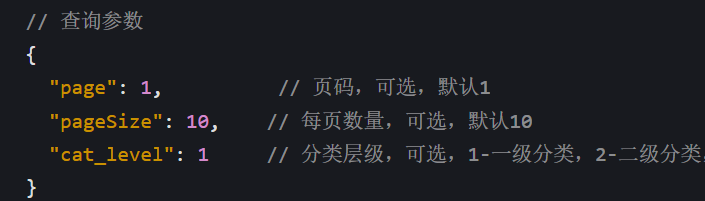 // 查询参数
{
"page": 1, // 页码，可选，默认1
"pageSize": 10, // 每页数量，可选，默认10
"cat_level": 1 // 分类层级，可选，1-一级分类，2-二级分类，
}